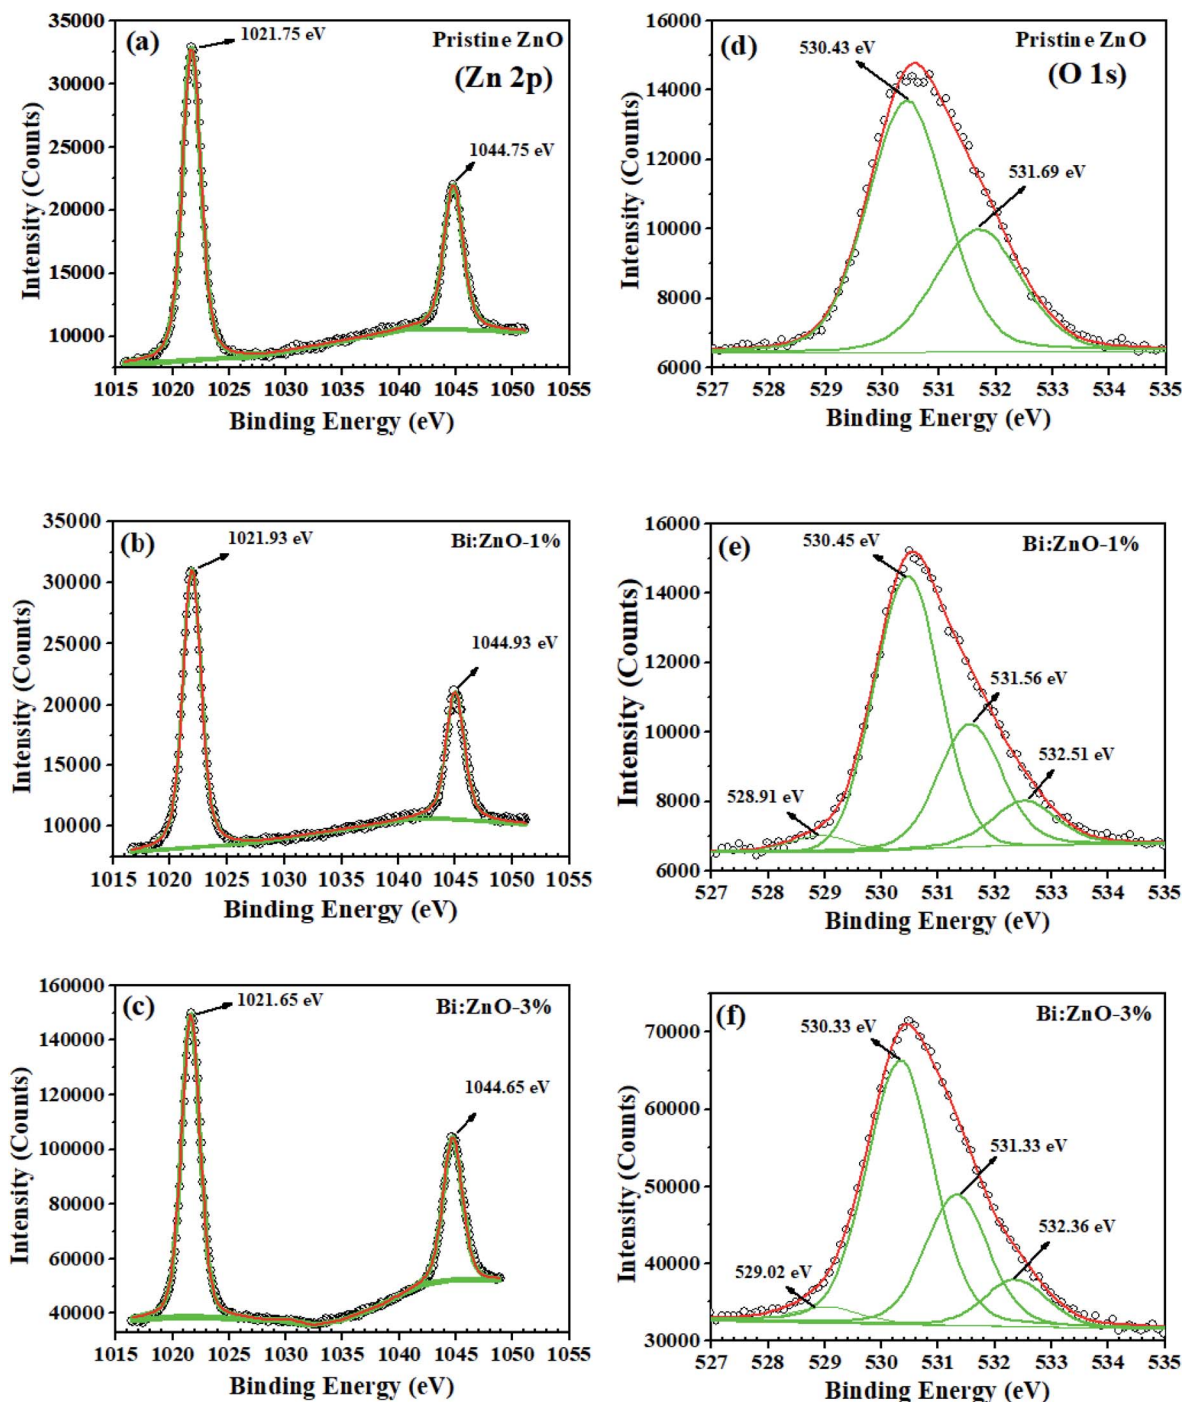 (a)
1021.75 eV
Pristine ZnO
(Zn 2p)
1044.75 eV
Intensity (Counts)
35000
30000
25000
20000
15000
10000
1015 1020 1025 1030 1035 1040 1045 1050 1055
Binding Energy (eV)
(d)
530.43 eV
Pristine ZnO
(O 1s)
531.69 eV
Intensity (Counts)
16000
14000
12000
10000
8000
6000
527 528 529 530 531 532 533 534 535
Binding Energy (eV)
(b)
1021.93 eV
Bi:ZnO-1%
1044.93 eV
Intensity (Counts)
35000
30000
25000
20000
15000
10000
1015 1020 1025 1030 1035 1040 1045 1050 1055
Binding Energy (eV)
(e)
530.45 eV
Bi:ZnO-1%
531.56 eV
532.51 eV
528.91 eV
Intensity (Counts)
16000
14000
12000
10000
8000
6000
527 528 529 530 531 532 533 534 535
Binding Energy (eV)
(c)
1021.65 eV
Bi:ZnO-3%
1044.65 eV
Intensity (Counts)
160000
140000
120000
100000
80000
60000
40000
1015 1020 1025 1030 1035 1040 1045 1050 1055
Binding Energy (eV)
(f)
530.33 eV
Bi:ZnO-3%
531.33 eV
532.36 eV
529.02 eV
Intensity (Counts)
70000
60000
50000
40000
30000
527 528 529 530 531 532 533 534 535
Binding Energy (eV)